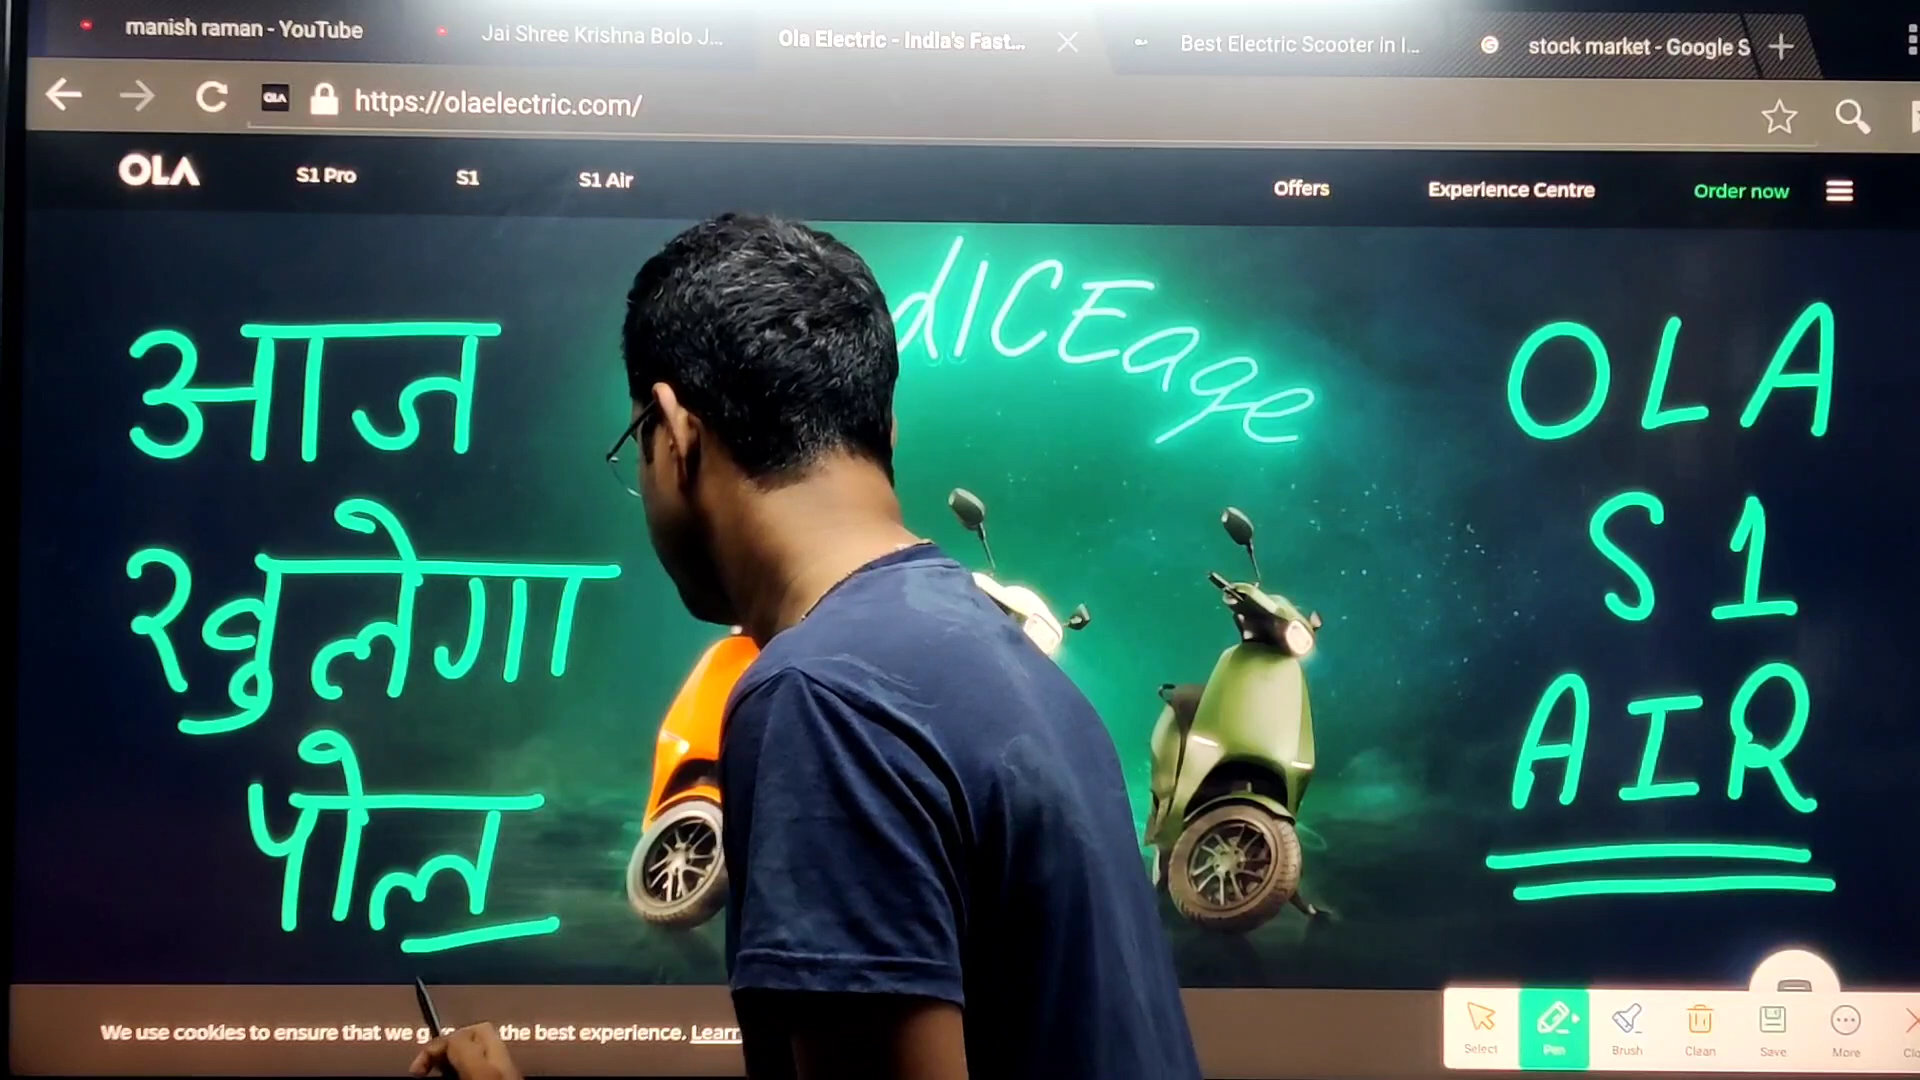 manish raman - YouTube
Jai Shree Krishna Bolo J...
Ola Electric - India's Fast...
Best Electric Scooter in I...
stock market - Google S
OLA
https://olaelectric.com/
OLA
S1 Pro
S1
S1 Air
Offers
Experience Centre
Order now
dICEage
आज
खुलेगा
पोल
OLA
S1
AIR
We use cookies to ensure that we g the best experience. Learn
Select
Pen
Brush
Clean
Save
More